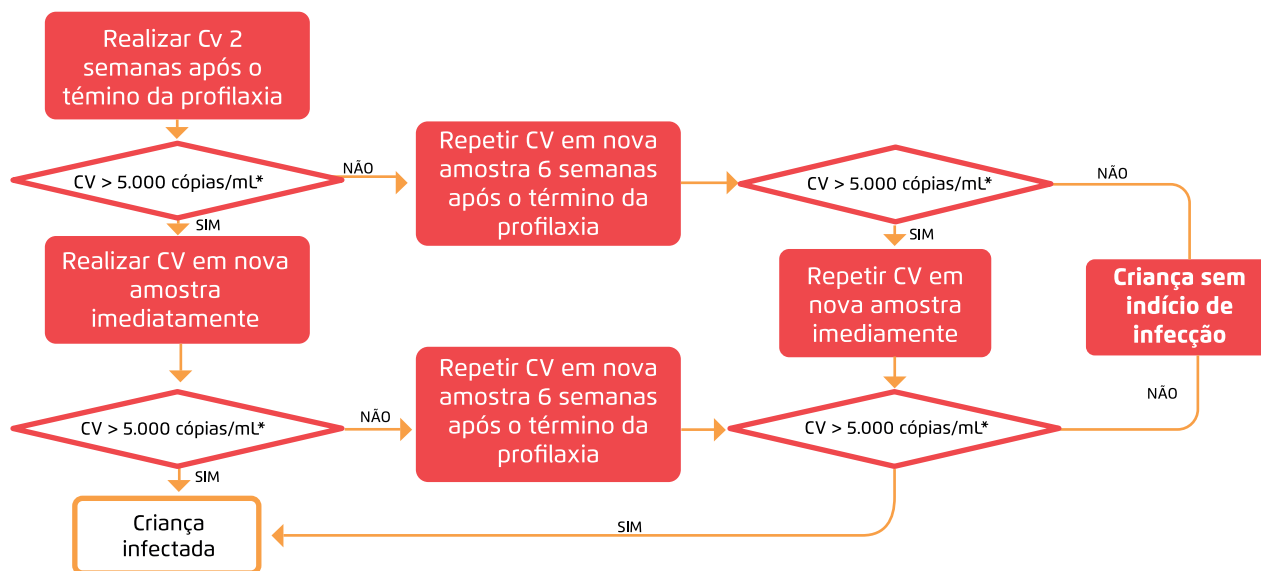 Realizar Cv 2
semanas após o
témino da profilaxia
CV > 5.000 cópias/mL*
NÃO
Repetir CV em nova
amostra 6 semanas
após o término da
profilaxia
CV > 5.000 cópias/mL*
NÃO
SIM
Realizar CV em nova
amostra
imediatamente
SIM
Repetir CV em
nova amostra
imediamente
Criança sem
indício de
infecção
CV > 5.000 cópias/mL*
NÃO
Repetir CV em nova
amostra 6 semanas
após o término da
profilaxia
CV > 5.000 cópias/mL*
NÃO
SIM
Criança
infectada
SIM